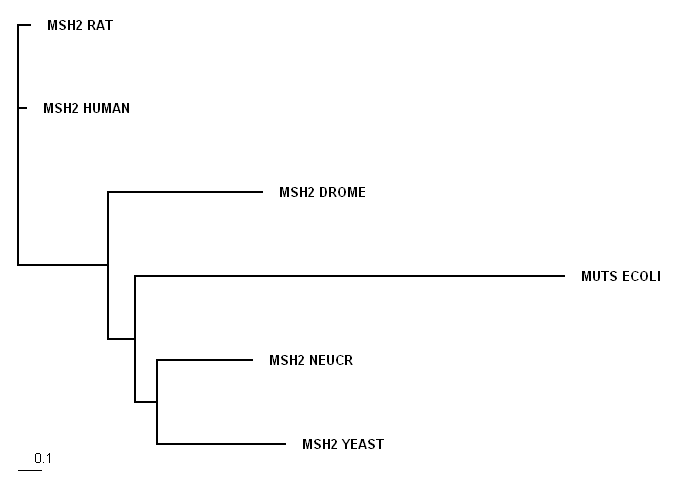 MSH2 RAT
MSH2 HUMAN
MSH2 DROME
MUTS ECOLI
MSH2 NEUCR
MSH2 YEAST
0.1